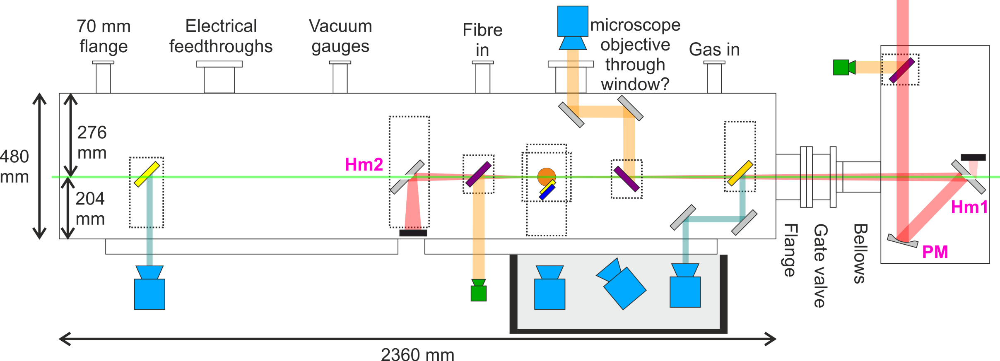 70 mm
flange
Electrical
feedthroughs
Vacuum
gauges
Fibre
in
microscope
objective
through
window?
Gas in
480
mm
276
mm
204
mm
Hm2
Hm1
PM
Flange
Gate valve
Bellows
2360 mm